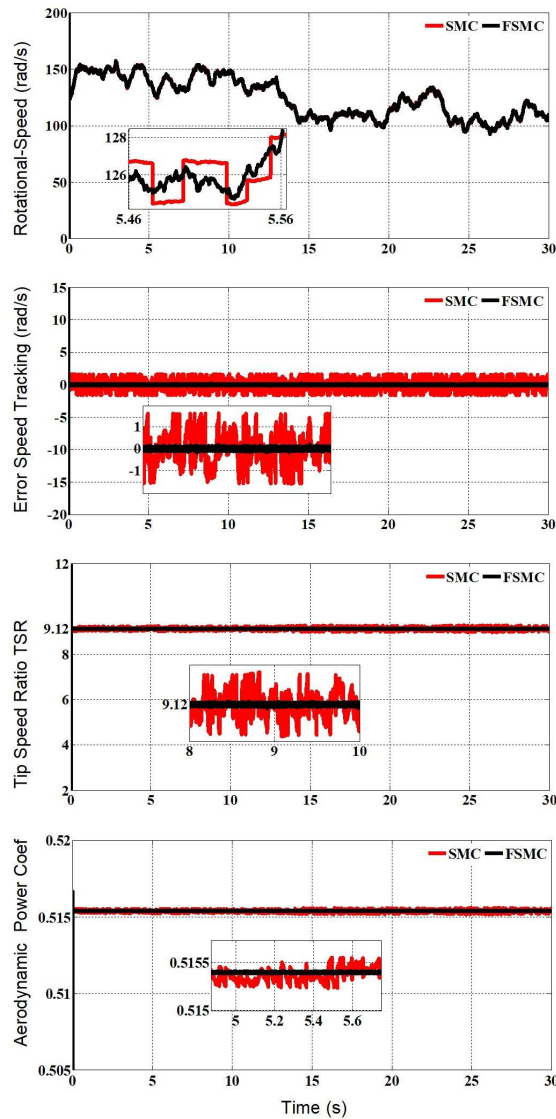 SMC FSMC
Rotational-Speed (rad/s)
200
150
100
50
0
128
126
5.46 5.56
0 5 10 15 20 25 30
SMC FSMC
Error Speed Tracking (rad/s)
15
10
5
0
-5
-10
-15
-20
1
0
-1
0 5 10 15 20 25 30
SMC FSMC
Tip Speed Ratio TSR
12
9.12
8
6
4
2
9.12
8 9 10
0 5 10 15 20 25 30
SMC FSMC
Aerodynamic Power Coef
0.52
0.515
0.51
0.505
0.5155
0.515
5 5.2 5.4 5.6
0 5 10 15 20 25 30
Time (s)